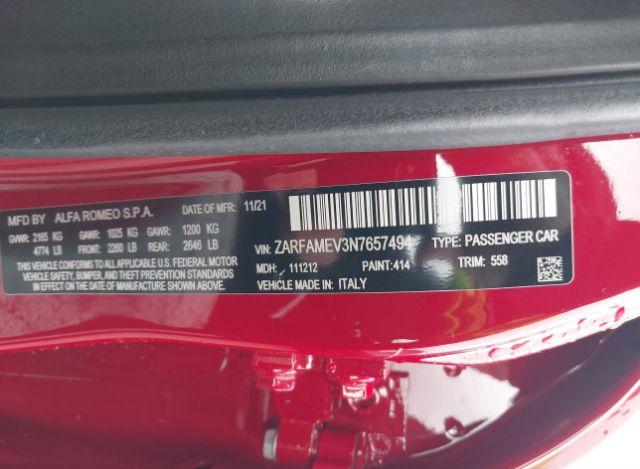 MFD BY ALFA ROMEO S.P.A. DATE OF MFR 11/21
GVWR: 2165 KG GAWR: 1025 KG GAWR: 1200 KG
4774 LB FRONT: 2260 LB REAR: 2646 LB
THIS VEHICLE CONFORMS TO ALL APPLICABLE U.S. FEDERAL MOTOR
VEHICLE SAFETY, BUMPER, AND THEFT PREVENTION STANDARDS
IN EFFECT ON THE DATE OF MANUFACTURE SHOWN ABOVE.
VIN: ZARFAMEV3N7657494 TYPE: PASSENGER CAR
MDH: 111212 PAINT: 414 TRIM: 558
VEHICLE MADE IN: ITALY